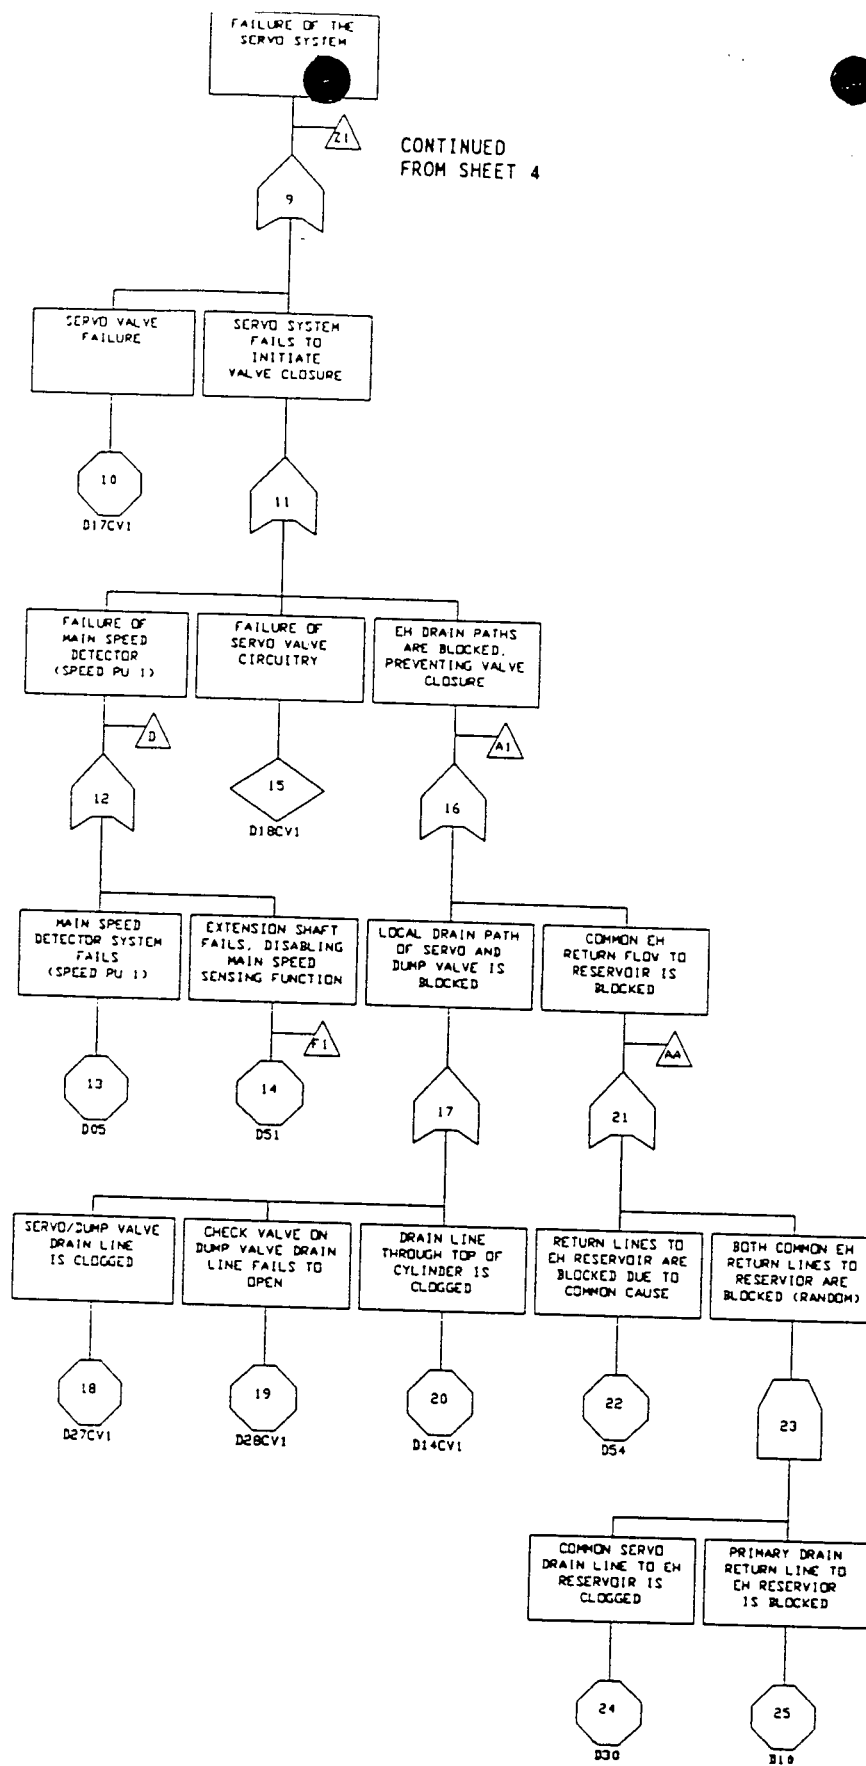 FAILURE OF THE
SERVO SYSTEM
Z1
CONTINUED
FROM SHEET 4
9
SERVO VALVE
FAILURE
SERVO SYSTEM
FAILS TO
INITIATE
VALVE CLOSURE
10
D17CV1
11
FAILURE OF
MAIN SPEED
DETECTOR
(SPEED PU 1)
FAILURE OF
SERVO VALVE
CIRCUITRY
EH DRAIN PATHS
ARE BLOCKED,
PREVENTING VALVE
CLOSURE
D
A1
12
15
D18CV1
16
MAIN SPEED
DETECTOR SYSTEM
FAILS
(SPEED PU 1)
EXTENSION SHAFT
FAILS, DISABLING
MAIN SPEED
SENSING FUNCTION
LOCAL DRAIN PATH
OF SERVO AND
DUMP VALVE IS
BLOCKED
COMMON EH
RETURN FLOW TO
RESERVOIR IS
BLOCKED
F1
AA
13
D05
14
D51
17
21
SERVO/DUMP VALVE
DRAIN LINE
IS CLOGGED
CHECK VALVE ON
DUMP VALVE DRAIN
LINE FAILS TO
OPEN
DRAIN LINE
THROUGH TOP OF
CYLINDER IS
CLOGGED
RETURN LINES TO
EH RESERVOIR ARE
BLOCKED DUE TO
COMMON CAUSE
BOTH COMMON EH
RETURN LINES TO
RESERVIOR ARE
BLOCKED (RANDOM)
18
D27CV1
19
D28CV1
20
D14CV1
22
D54
23
COMMON SERVO
DRAIN LINE TO EH
RESERVOIR IS
CLOGGED
PRIMARY DRAIN
RETURN LINE TO
EH RESERVIOR
IS BLOCKED
24
D30
25